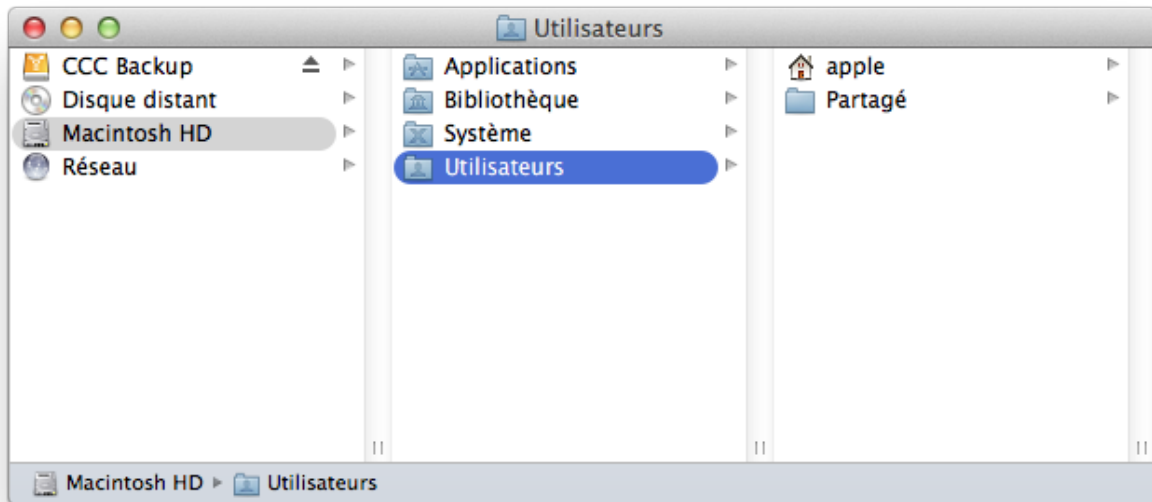 Utilisateurs
CCC Backup
Disque distant
Macintosh HD
Réseau
Applications
Bibliothèque
Système
Utilisateurs
apple
Partagé
Macintosh HD ▸ Utilisateurs